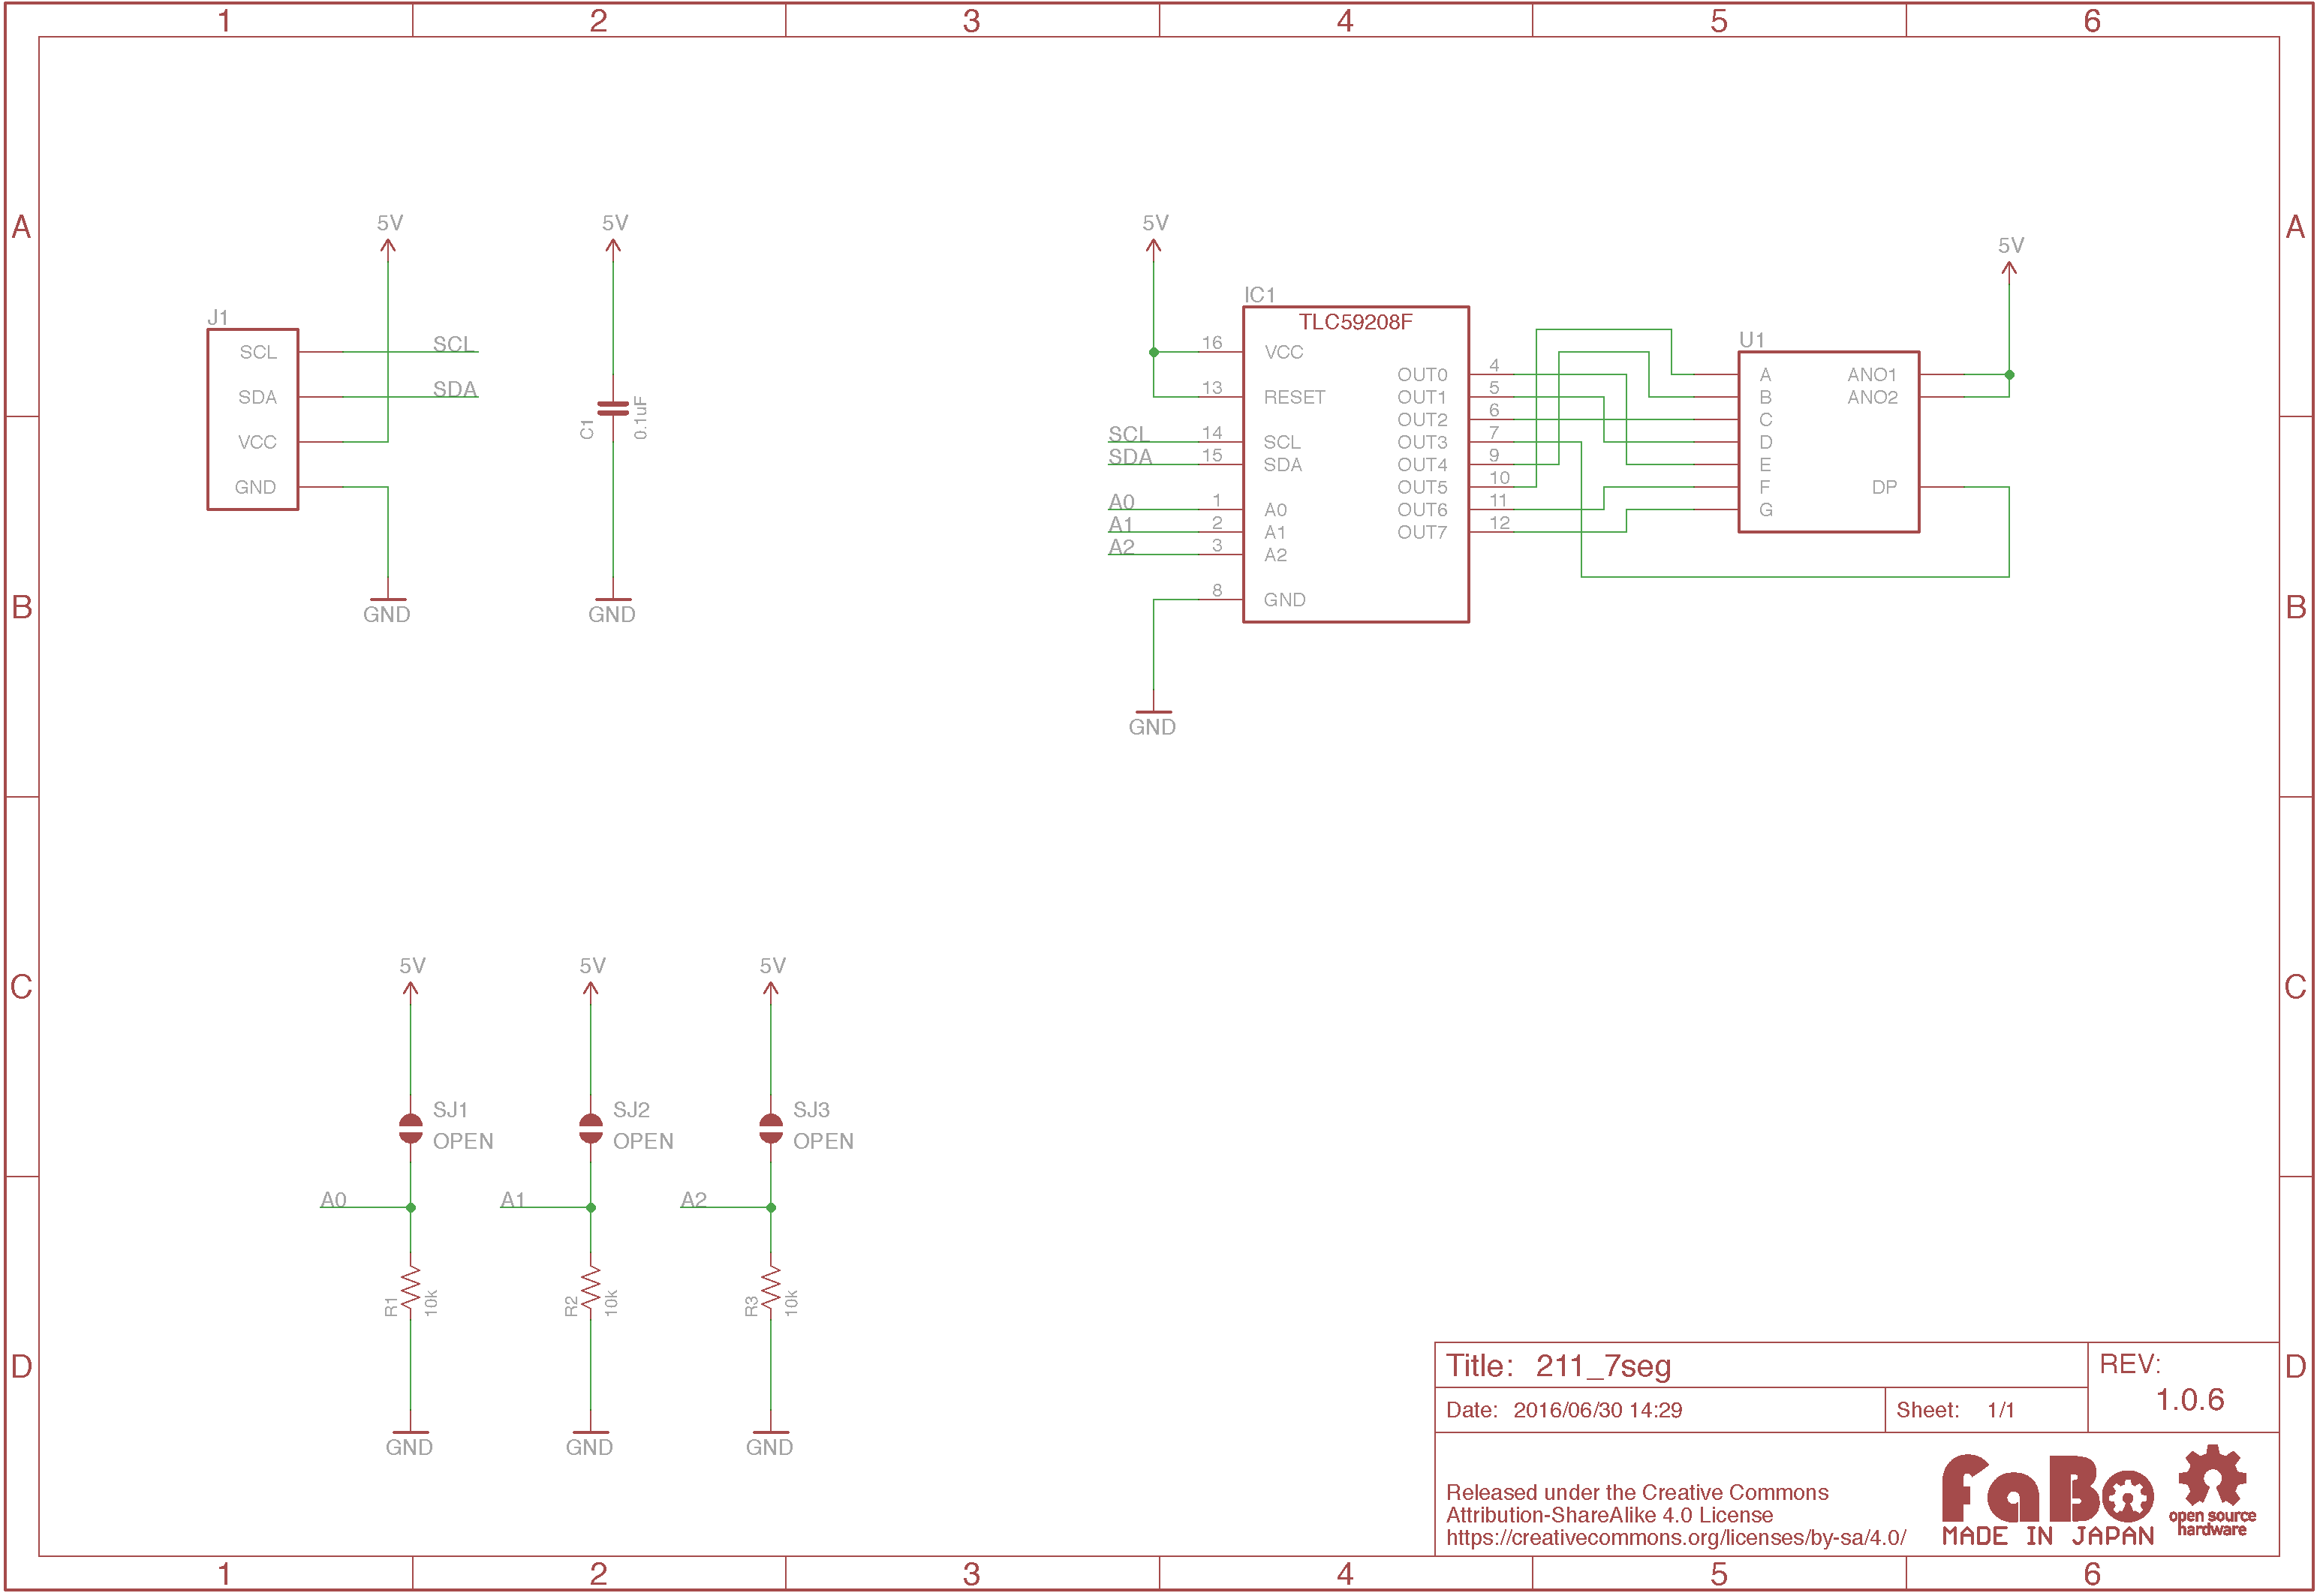 1 2 3 4 5 6
A A
B B
C C
D D
J1
SCL
SDA
VCC
GND
5V
SCL
SDA
GND
5V
C1
0.1uF
GND
5V
IC1
TLC59208F
16 VCC
13 RESET
SCL 14 SCL
SDA 15 SDA
A0 1 A0
A1 2 A1
A2 3 A2
8 GND
GND
OUT0 4
OUT1 5
OUT2 6
OUT3 7
OUT4 9
OUT5 10
OUT6 11
OUT7 12
U1
A ANO1
B ANO2
C
D
E
F DP
G
5V
5V 5V 5V
SJ1 SJ2 SJ3
OPEN OPEN OPEN
A0 A1 A2
R1 10k R2 10k R3 10k
GND GND GND
Title: 211_7seg
REV:
1.0.6
Date: 2016/06/30 14:29
Sheet: 1/1
Released under the Creative Commons
Attribution-ShareAlike 4.0 License
https://creativecommons.org/licenses/by-sa/4.0/
FaBo
MADE IN JAPAN
open source
hardware
1 2 3 4 5 6